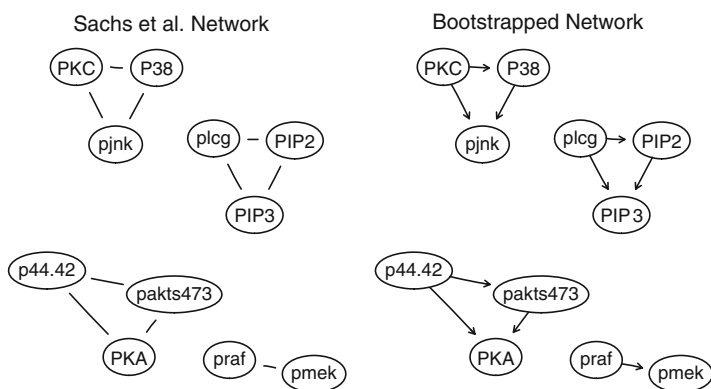 Sachs et al. Network
PKC
P38
pjnk
plcg
PIP2
PIP3
p44.42
pakts473
PKA
praf
pmek
Bootstrapped Network
PKC
P38
pjnk
plcg
PIP2
PIP3
p44.42
pakts473
PKA
praf
pmek